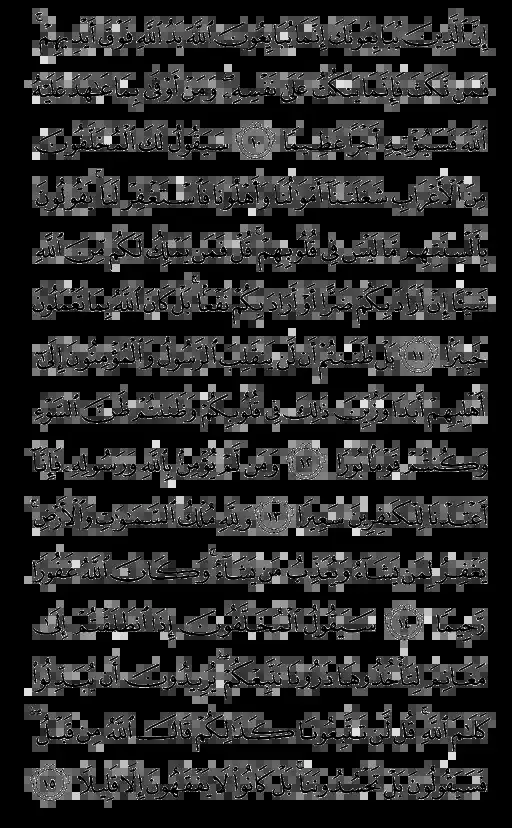 إِنَّ ٱلَّذِينَ يُبَايِعُونَكَ إِنَّمَا يُبَايِعُونَ ٱللَّهَ يَدُ ٱللَّهِ فَوْقَ أَيْدِيهِمْ
فَمَن نَّكَثَ فَإِنَّمَا يَنكُثُ عَلَىٰ نَفْسِهِۦ وَمَنْ أَوْفَىٰ بِمَا عَٰهَدَ عَلَيْهُ
ٱللَّهَ فَسَيُؤْتِيهِ أَجْرًا عَظِيمًا ١٠ سَيَقُولُ لَكَ ٱلْمُخَلَّفُونَ
مِنَ ٱلْأَعْرَابِ شَغَلَتْنَآ أَمْوَٰلُنَا وَأَهْلُونَا فَٱسْتَغْفِرْ لَنَا يَقُولُونَ
بِأَلْسِنَتِهِم مَّا لَيْسَ فِى قُلُوبِهِمْ قُلْ فَمَن يَمْلِكُ لَكُم مِّنَ ٱللَّهِ
شَيْـًٔا إِنْ أَرَادَ بِكُمْ ضَرًّا أَوْ أَرَادَ بِكُمْ نَفْعًۢا بَلْ كَانَ ٱللَّهُ بِمَا تَعْمَلُونَ
خَبِيرًۢا ١١ بَلْ ظَنَنتُمْ أَن لَّن يَنقَلِبَ ٱلرَّسُولُ وَٱلْمُؤْمِنُونَ إِلَىٰٓ
أَهْلِيهِمْ أَبَدًا وَزُيِّنَ ذَٰلِكَ فِى قُلُوبِكُمْ وَظَنَنتُمْ ظَنَّ ٱلسَّوْءِ
وَكُنتُمْ قَوْمًۢا بُورًا ١٢ وَمَن لَّمْ يُؤْمِنۢ بِٱللَّهِ وَرَسُولِهِۦ فَإِنَّآ
أَعْتَدْنَا لِلْكَٰفِرِينَ سَعِيرًا ١٣ وَلِلَّهِ مُلْكُ ٱلسَّمَٰوَٰتِ وَٱلْأَرْضِ
يَغْفِرُ لِمَن يَشَآءُ وَيُعَذِّبُ مَن يَشَآءُ وَكَانَ ٱللَّهُ غَفُورًا
رَّحِيمًا ١٤ سَيَقُولُ ٱلْمُخَلَّفُونَ إِذَا ٱنطَلَقْتُمْ إِلَىٰ
مَغَانِمَ لِتَأْخُذُوهَا ذَرُونَا نَتَّبِعْكُمْ يُرِيدُونَ أَن يُبَدِّلُوا۟
كَلَٰمَ ٱللَّهِ قُل لَّن تَتَّبِعُونَا كَذَٰلِكُمْ قَالَ ٱللَّهُ مِن قَبْلُ
فَسَيَقُولُونَ بَلْ تَحْسُدُونَنَا بَلْ كَانُوا۟ لَا يَفْقَهُونَ إِلَّا قَلِيلًا ١٥